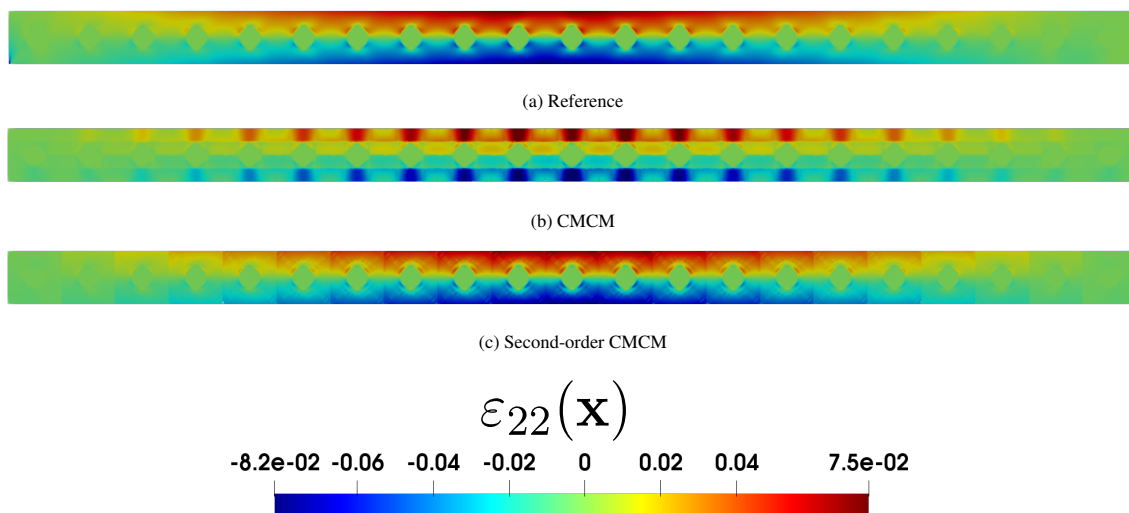 (a) Reference
(b) CMCM
(c) Second-order CMCM
ε₂₂(𝐱)
-8.2e-02 -0.06 -0.04 -0.02 0 0.02 0.04 7.5e-02